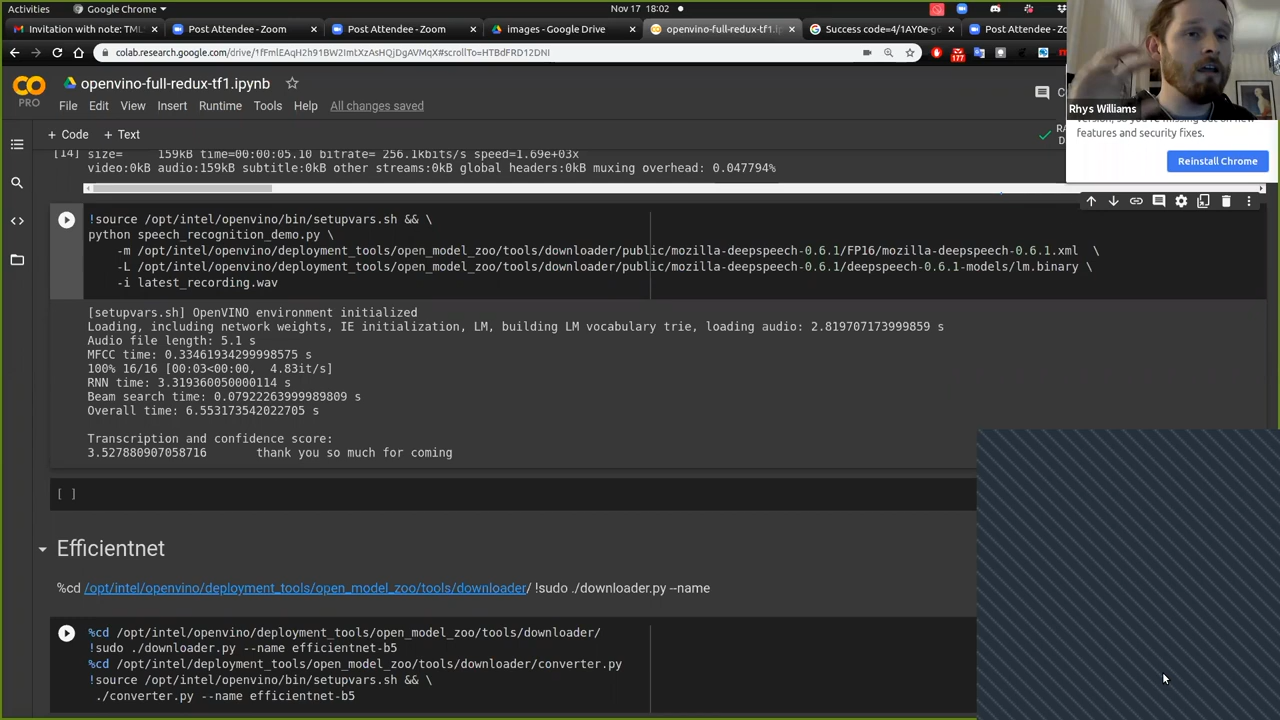 Activities
Google Chrome
Nov 17 18:02
Invitation with note: TML
Post Attendee - Zoom
Post Attendee - Zoom
images - Google Drive
openvino-full-redux-tf1.ip
Success code=4/1AY0e-g
Post Attendee - Zoom
colab.research.google.com/drive/1fFmlEAqH2h91BW2ImtXzAsHQjDgAVMqX#scrollTo=HTBdFRD12DNI
177
CO
PRO
openvino-full-redux-tf1.ipynb
File Edit View Insert Runtime Tools Help All changes saved
+ Code + Text
Rhys Williams
features and security fixes.
Reinstall Chrome
[14] size= 159kB time=00:00:05.10 bitrate= 256.1kbits/s speed=1.69e+03x
video:0kB audio:159kB subtitle:0kB other streams:0kB global headers:0kB muxing overhead: 0.047794%
!source /opt/intel/openvino/bin/setupvars.sh && \
python speech_recognition_demo.py \
-m /opt/intel/openvino/deployment_tools/open_model_zoo/tools/downloader/public/mozilla-deepspeech-0.6.1/FP16/mozilla-deepspeech-0.6.1.xml \
-L /opt/intel/openvino/deployment_tools/open_model_zoo/tools/downloader/public/mozilla-deepspeech-0.6.1/deepspeech-0.6.1-models/lm.binary \
-i latest_recording.wav
[setupvars.sh] OpenVINO environment initialized
Loading, including network weights, IE initialization, LM, building LM vocabulary trie, loading audio: 2.819707173999859 s
Audio file length: 5.1 s
MFCC time: 0.33461934299998575 s
100% 16/16 [00:03<00:00, 4.83it/s]
RNN time: 3.319360050000114 s
Beam search time: 0.07922263999989809 s
Overall time: 6.553173542022705 s
Transcription and confidence score:
3.527880907058716 thank you so much for coming
[ ]
Efficientnet
%cd /opt/intel/openvino/deployment_tools/open_model_zoo/tools/downloader/ !sudo ./downloader.py --name
%cd /opt/intel/openvino/deployment_tools/open_model_zoo/tools/downloader/
!sudo ./downloader.py --name efficientnet-b5
%cd /opt/intel/deployment_tools/open_model_zoo/tools/downloader/converter.py
!source /opt/intel/openvino/bin/setupvars.sh && \
./converter.py --name efficientnet-b5